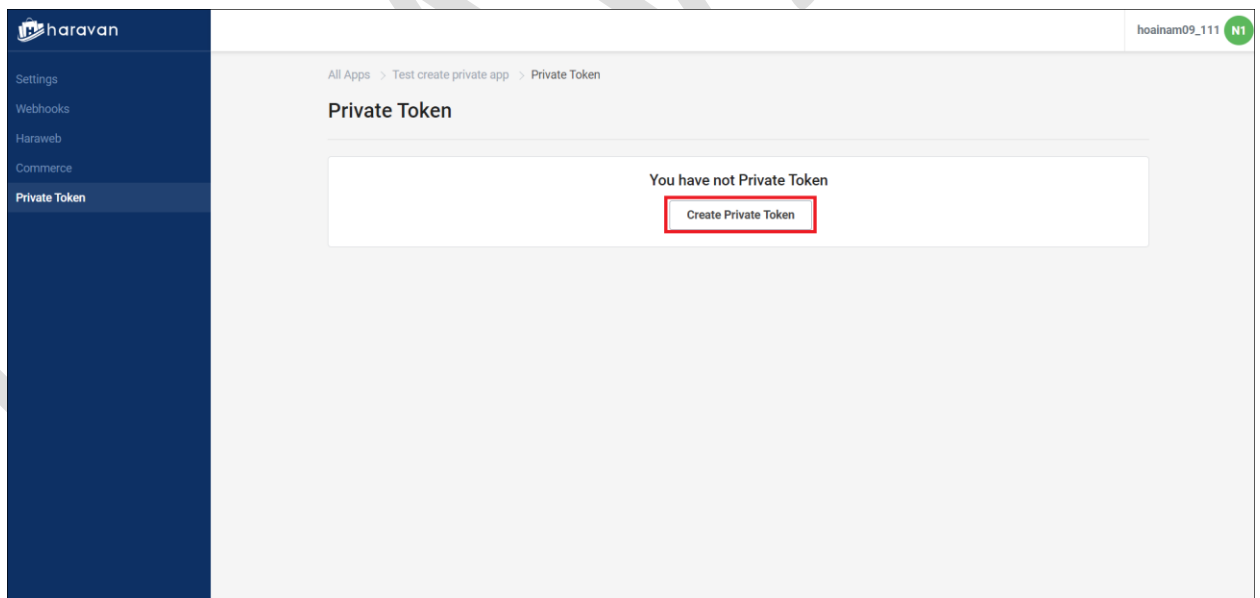 haravan
hoainam09_111 N1
Settings
Webhooks
Haraweb
Commerce
Private Token
All Apps > Test create private app > Private Token
Private Token
You have not Private Token
Create Private Token